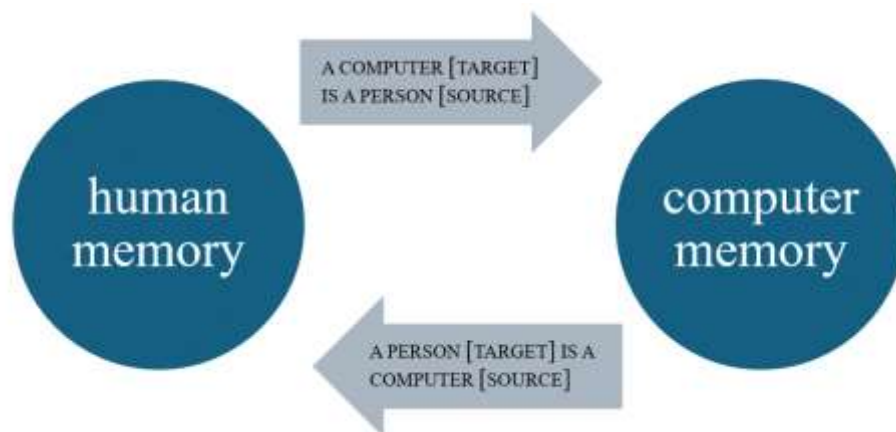 A COMPUTER [TARGET]
IS A PERSON [SOURCE]
human
memory
computer
memory
A PERSON [TARGET] IS A
COMPUTER [SOURCE]